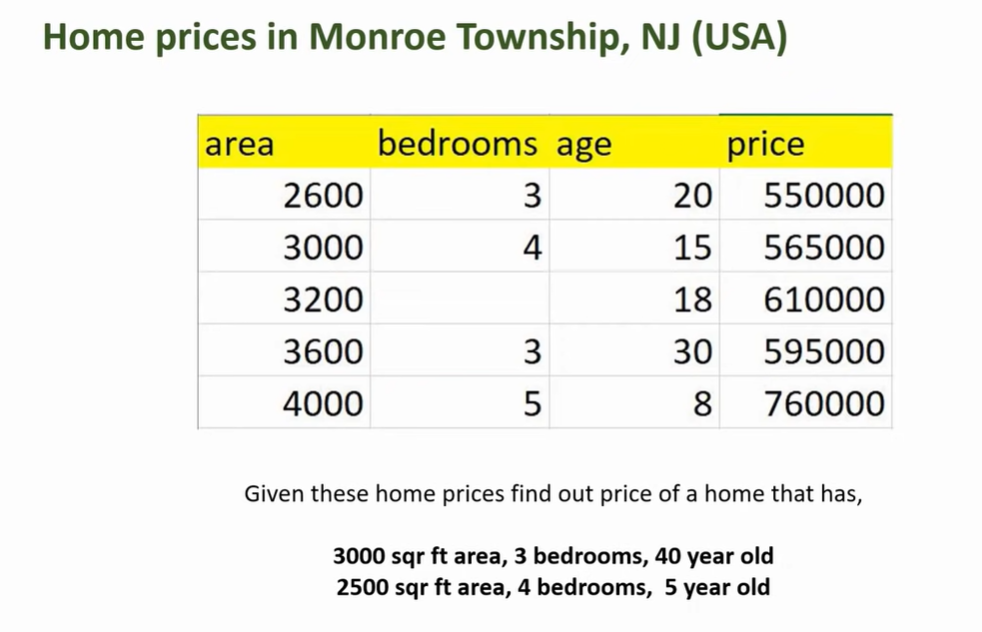 Home prices in Monroe Township, NJ (USA)
area bedrooms age price
2600 3 20 550000
3000 4 15 565000
3200 18 610000
3600 3 30 595000
4000 5 8 760000
Given these home prices find out price of a home that has,
3000 sqr ft area, 3 bedrooms, 40 year old
2500 sqr ft area, 4 bedrooms, 5 year old